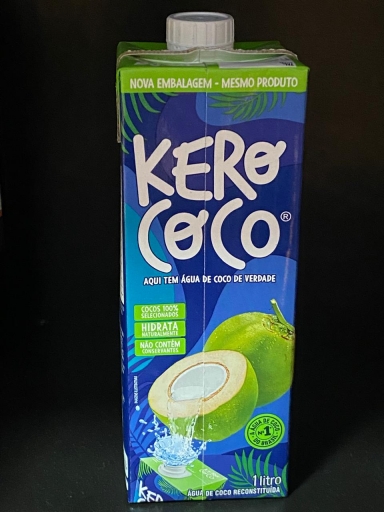 NOVA EMBALAGEM - MESMO PRODUTO
KERO
COCO®
AQUI TEM ÁGUA DE COCO DE VERDADE
COCOS 100%
SELECIONADOS
HIDRATA
NATURALMENTE
NÃO CONTÉM
CONSERVANTES
ÁGUA DE COCO
Nº1
DO BRASIL
1 litro
KERO
ÁGUA DE COCO RECONSTITUÍDA